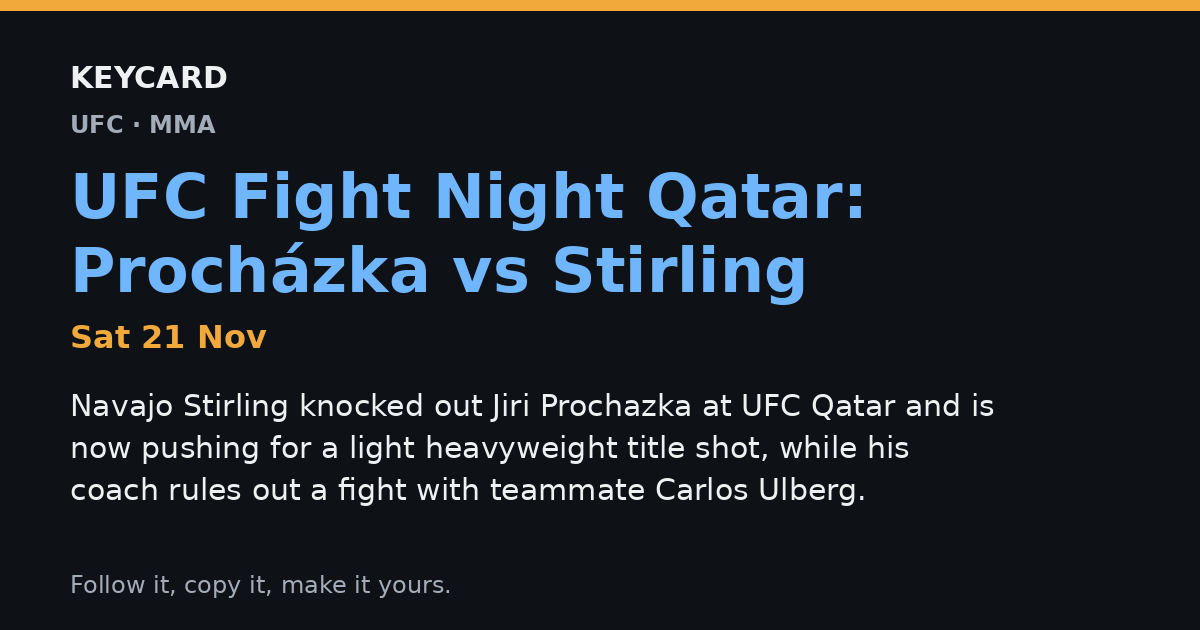 KEYCARD
UFC · MMA
UFC Fight Night Qatar:
Procházka vs Stirling
Sat 21 Nov
Navajo Stirling knocked out Jiri Prochazka at UFC Qatar and is
now pushing for a light heavyweight title shot, while his
coach rules out a fight with teammate Carlos Ulberg.
Follow it, copy it, make it yours.